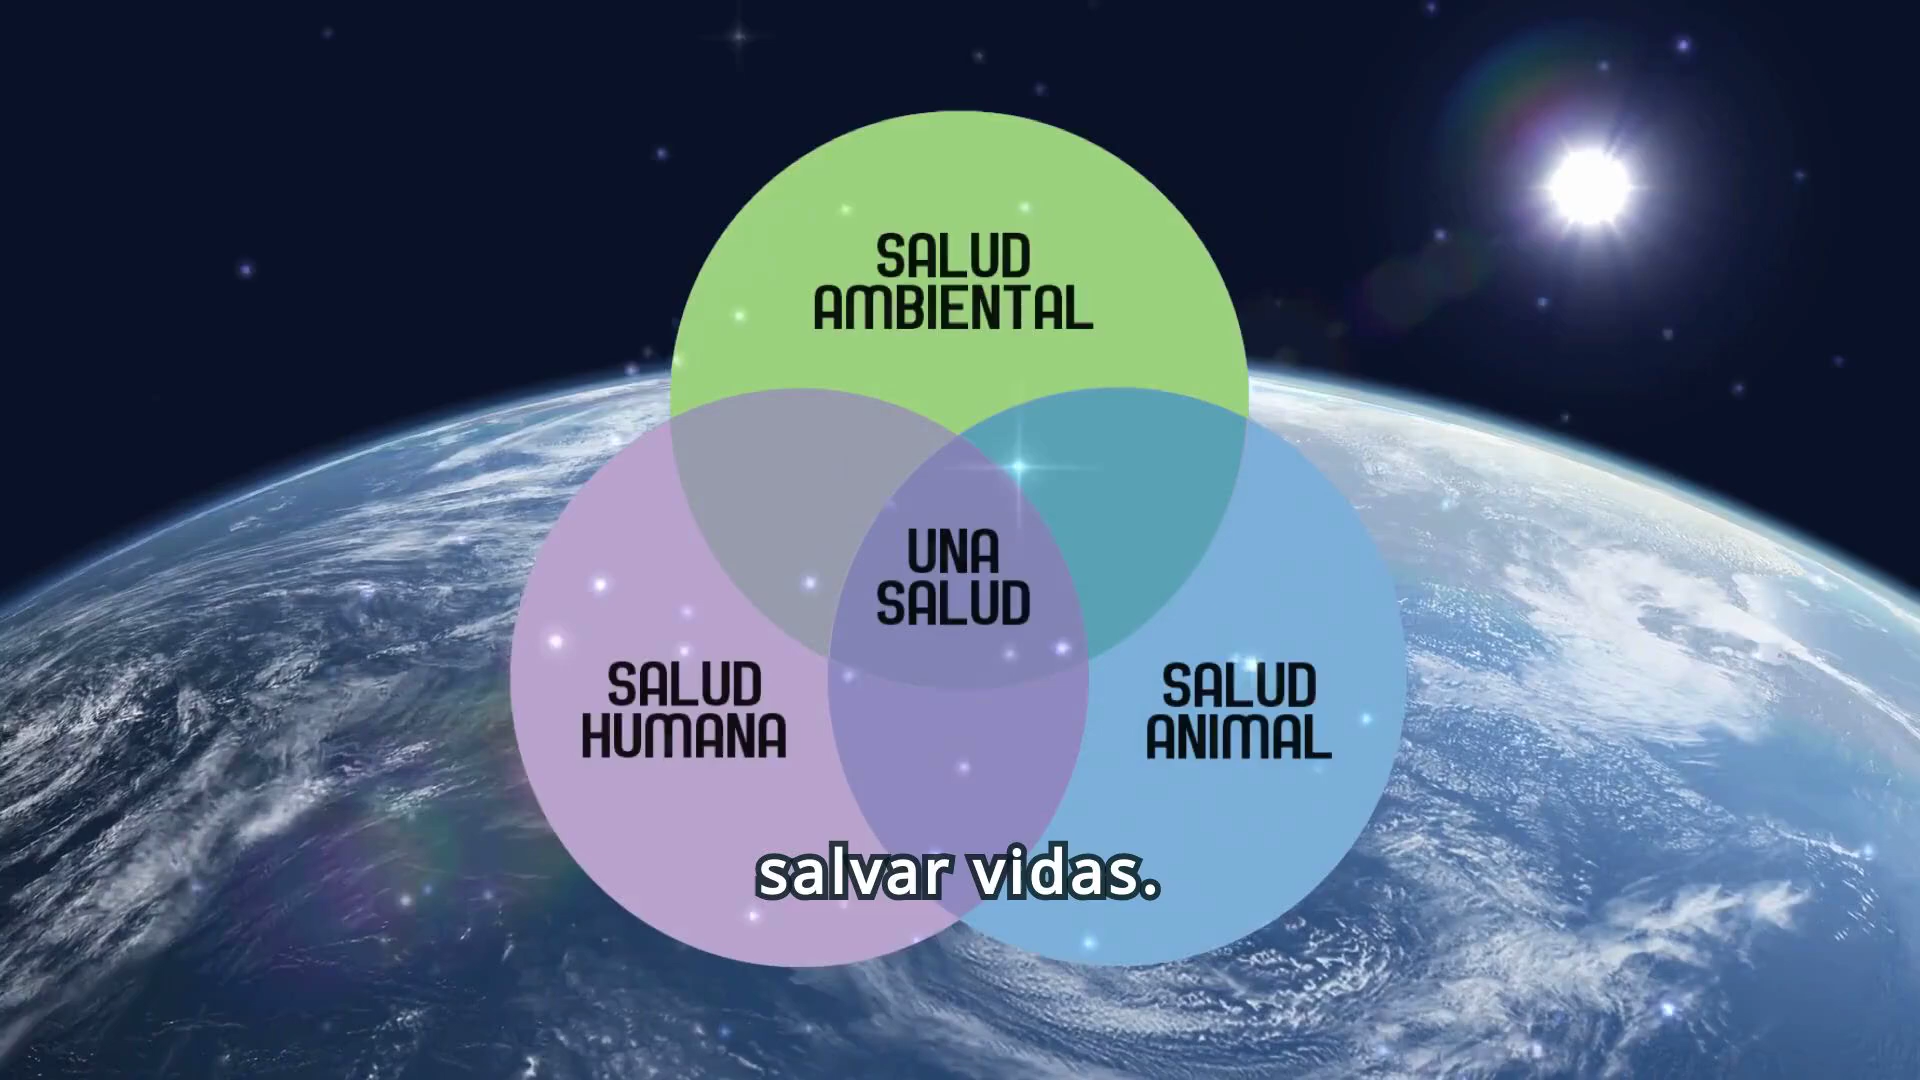 SALUD
AMBIENTAL
UNA
SALUD
SALUD
HUMANA
SALUD
ANIMAL
salvar vidas.